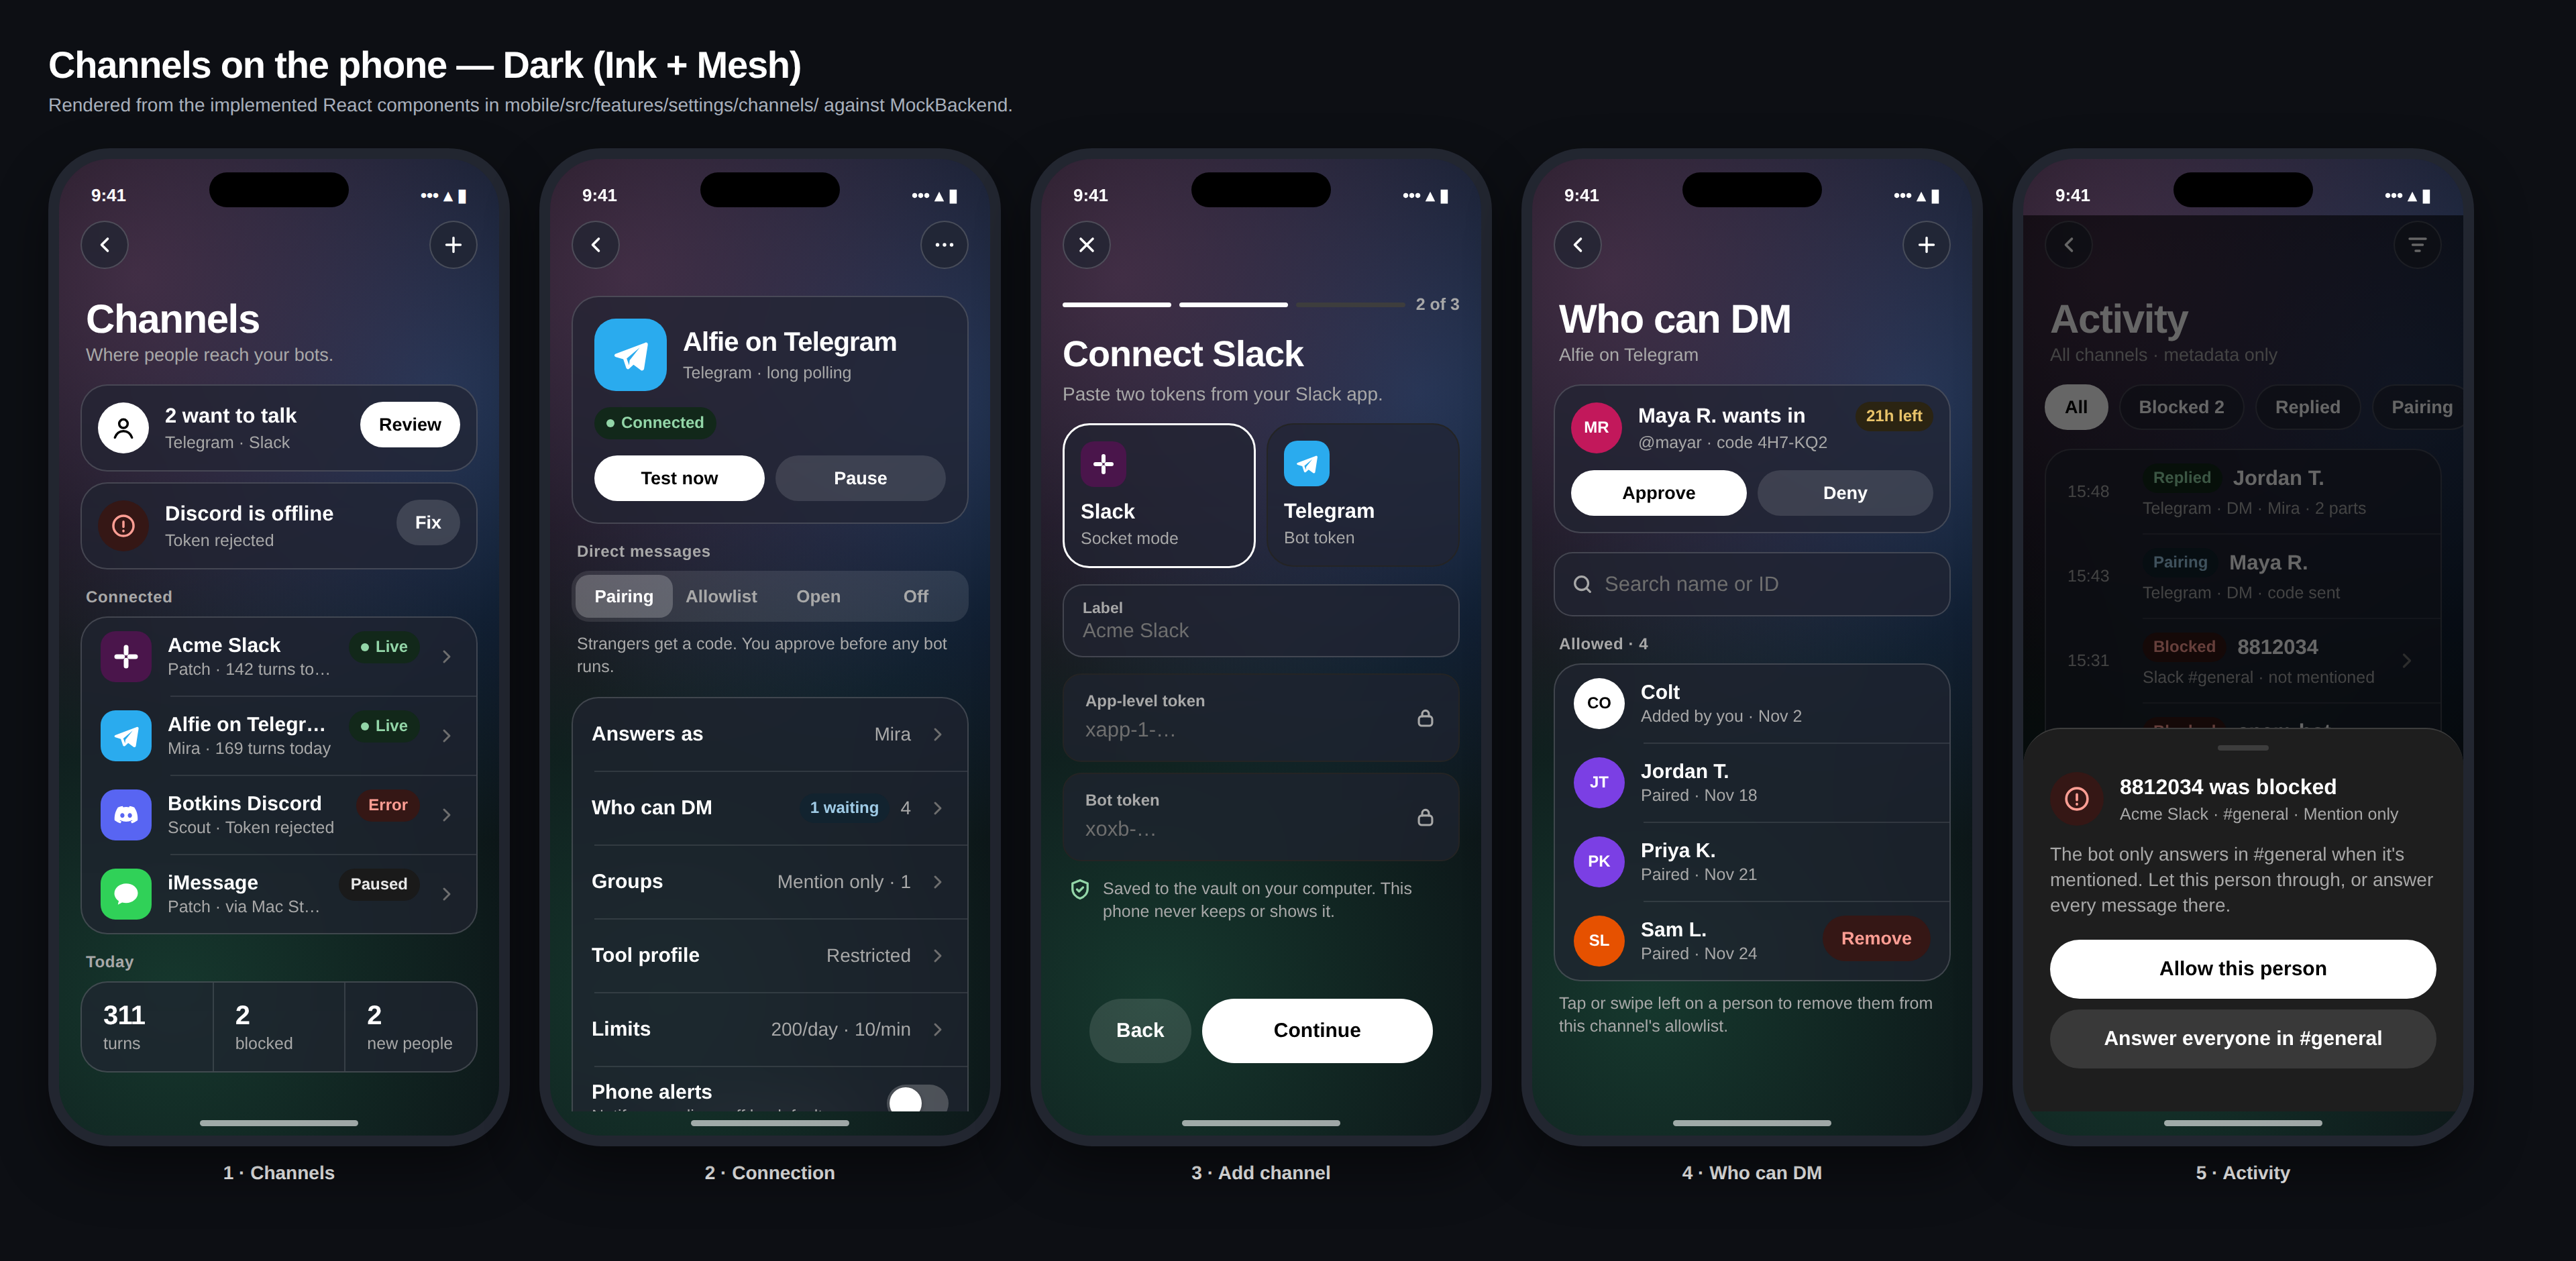 Channels on the phone — Dark (Ink + Mesh)
Rendered from the implemented React components in mobile/src/features/settings/channels/ against MockBackend.
9:41
Channels
Where people reach your bots.
2 want to talk
Telegram · Slack
Review
Discord is offline
Token rejected
Fix
Connected
Acme Slack
Patch · 142 turns to…
Live
Alfie on Telegr…
Mira · 169 turns today
Live
Botkins Discord
Scout · Token rejected
Error
iMessage
Patch · via Mac St…
Paused
Today
311
turns
2
blocked
2
new people
1 · Channels
9:41
Alfie on Telegram
Telegram · long polling
Connected
Test now
Pause
Direct messages
Pairing
Allowlist
Open
Off
Strangers get a code. You approve before any bot
runs.
Answers as
Mira
Who can DM
1 waiting
4
Groups
Mention only · 1
Tool profile
Restricted
Limits
200/day · 10/min
Phone alerts
2 · Connection
9:41
2 of 3
Connect Slack
Paste two tokens from your Slack app.
Slack
Socket mode
Telegram
Bot token
Label
Acme Slack
App-level token
xapp-1-…
Bot token
xoxb-…
Saved to the vault on your computer. This
phone never keeps or shows it.
Back
Continue
3 · Add channel
9:41
Who can DM
Alfie on Telegram
MR
Maya R. wants in
@mayar · code 4H7-KQ2
21h left
Approve
Deny
Search name or ID
Allowed · 4
CO
Colt
Added by you · Nov 2
JT
Jordan T.
Paired · Nov 18
PK
Priya K.
Paired · Nov 21
SL
Sam L.
Paired · Nov 24
Remove
Tap or swipe left on a person to remove them from
this channel's allowlist.
4 · Who can DM
9:41
Activity
All channels · metadata only
All
Blocked 2
Replied
Pairing
15:48
Replied
Jordan T.
Telegram · DM · Mira · 2 parts
15:43
Pairing
Maya R.
Telegram · DM · code sent
15:31
Blocked
8812034
Slack #general · not mentioned
8812034 was blocked
Acme Slack · #general · Mention only
The bot only answers in #general when it's
mentioned. Let this person through, or answer
every message there.
Allow this person
Answer everyone in #general
5 · Activity